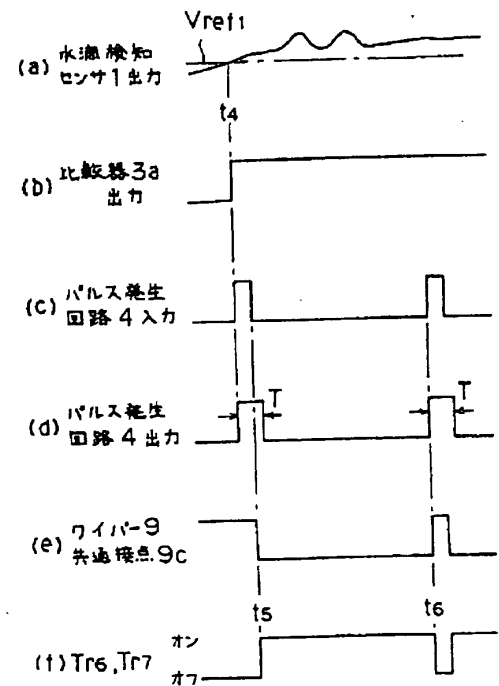 Vref1
(a) 水滴検知
センサ1出力
t4
(b) 比較器3a
出力
(c) パルス発生
回路4入力
(d) パルス発生
回路4出力
T
T
(e) ワイパー9
共通接点9c
t5
t6
(f) Tr6,Tr7
オン
オフ